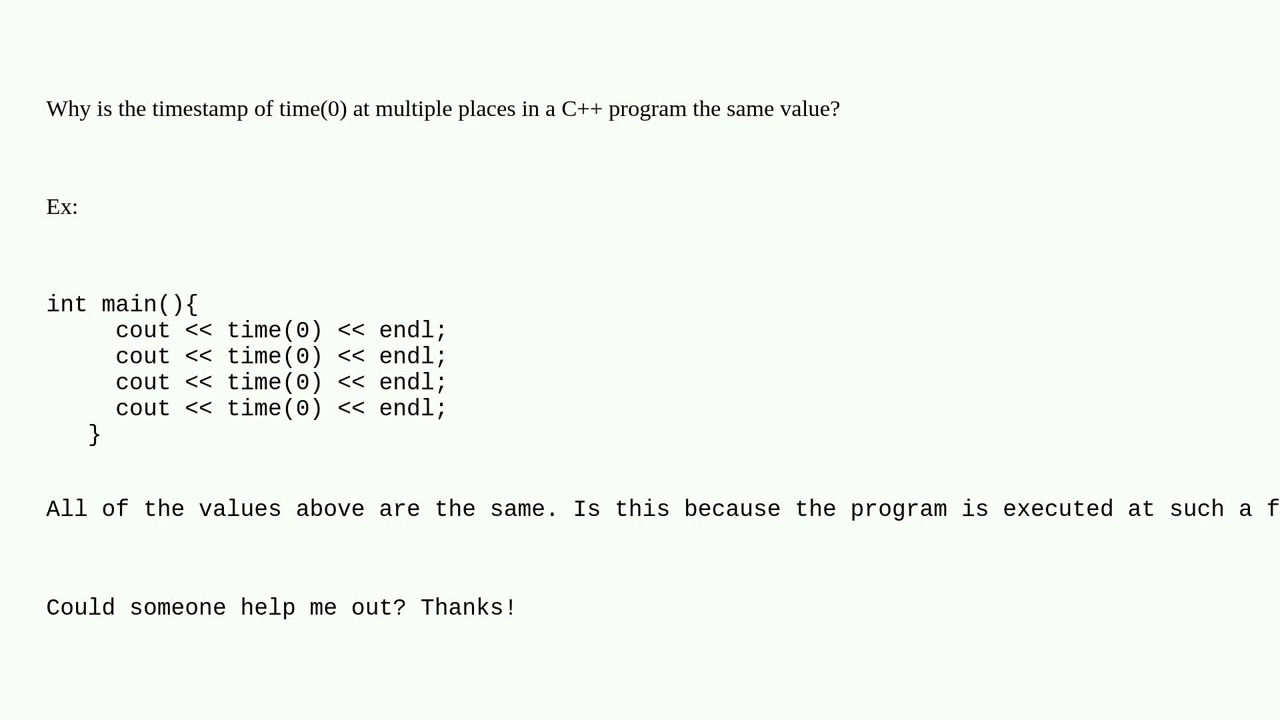 Why is the timestamp of time(0) at multiple places in a C++ program the same value?
Ex:
int main(){
     cout << time(0) << endl;
     cout << time(0) << endl;
     cout << time(0) << endl;
     cout << time(0) << endl;
   }
All of the values above are the same. Is this because the program is executed at such a
Could someone help me out? Thanks!